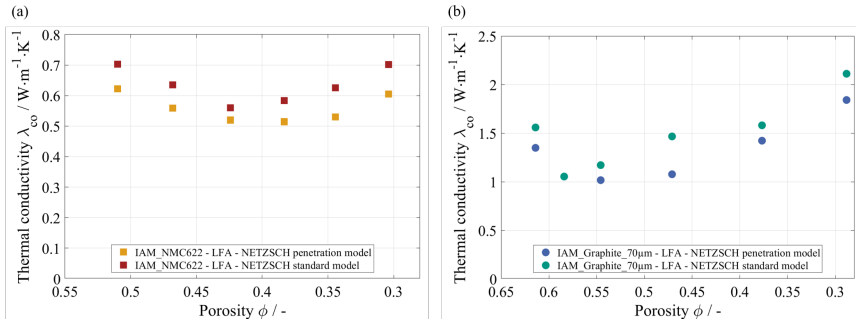 (a)
Thermal conductivity λco / W·m-1·K-1
0.8
0.7
0.6
0.5
0.4
0.3
0.2
0.1
0
IAM_NMC622 - LFA - NETZSCH penetration model
IAM_NMC622 - LFA - NETZSCH standard model
0.55
0.5
0.45
0.4
0.35
0.3
Porosity ϕ / -
(b)
Thermal conductivity λco / W·m-1·K-1
2.5
2
1.5
1
0.5
0
IAM_Graphite_70µm - LFA - NETZSCH penetration model
IAM_Graphite_70µm - LFA - NETZSCH standard model
0.65
0.6
0.55
0.5
0.45
0.4
0.35
0.3
Porosity ϕ / -